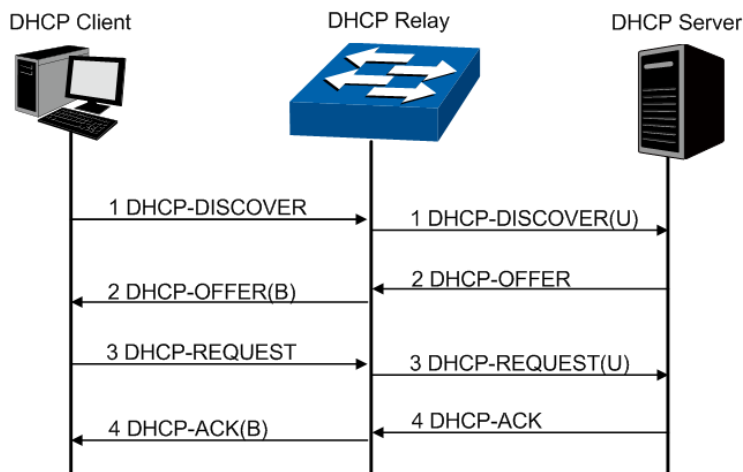 DHCP Client
DHCP Relay
DHCP Server
1 DHCP-DISCOVER
1 DHCP-DISCOVER(U)
2 DHCP-OFFER
2 DHCP-OFFER(B)
3 DHCP-REQUEST
3 DHCP-REQUEST(U)
4 DHCP-ACK
4 DHCP-ACK(B)